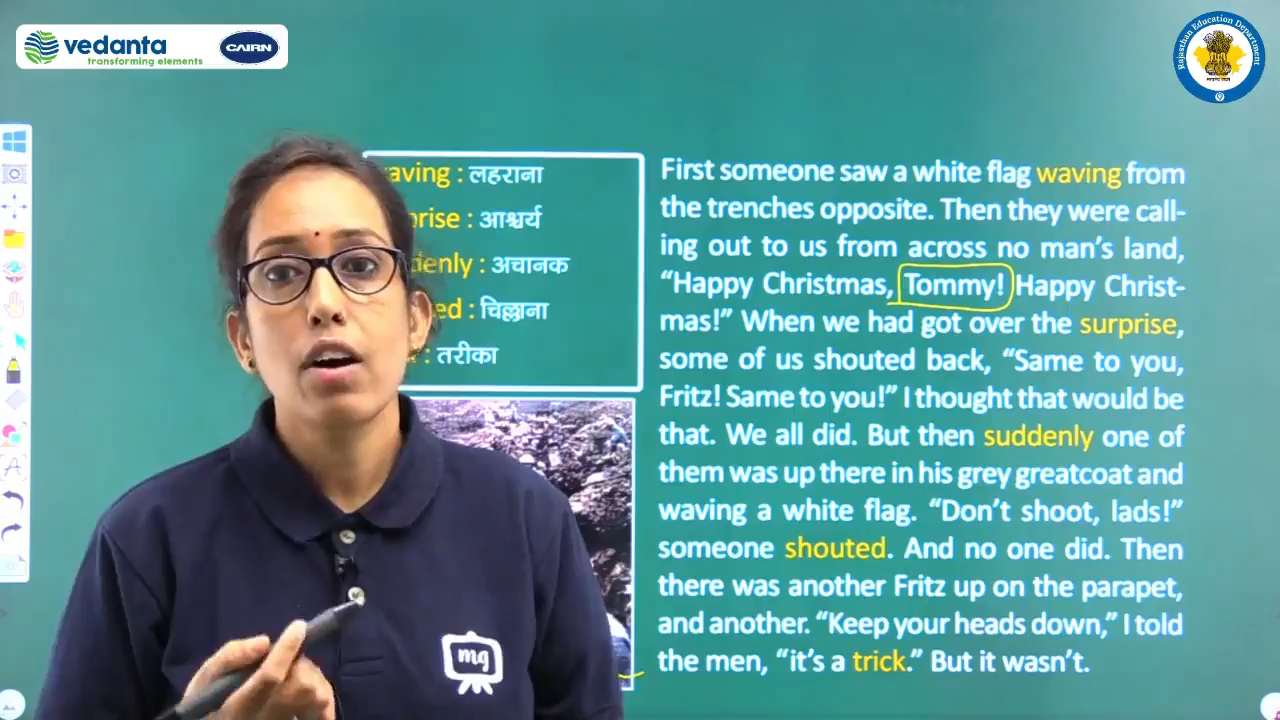 vedanta
transforming elements
CAIRN
Rajasthan Education Department
waving : लहराना
prise : आश्चर्य
denly : अचानक
ed : चिल्लाना
: तरीका
First someone saw a white flag waving from
the trenches opposite. Then they were call-
ing out to us from across no man's land,
“Happy Christmas, Tommy! Happy Christ-
mas!” When we had got over the surprise,
some of us shouted back, “Same to you,
Fritz! Same to you!” I thought that would be
that. We all did. But then suddenly one of
them was up there in his grey greatcoat and
waving a white flag. “Don't shoot, lads!”
someone shouted. And no one did. Then
there was another Fritz up on the parapet,
and another. “Keep your heads down,” I told
the men, “it's a trick.” But it wasn't.
mg